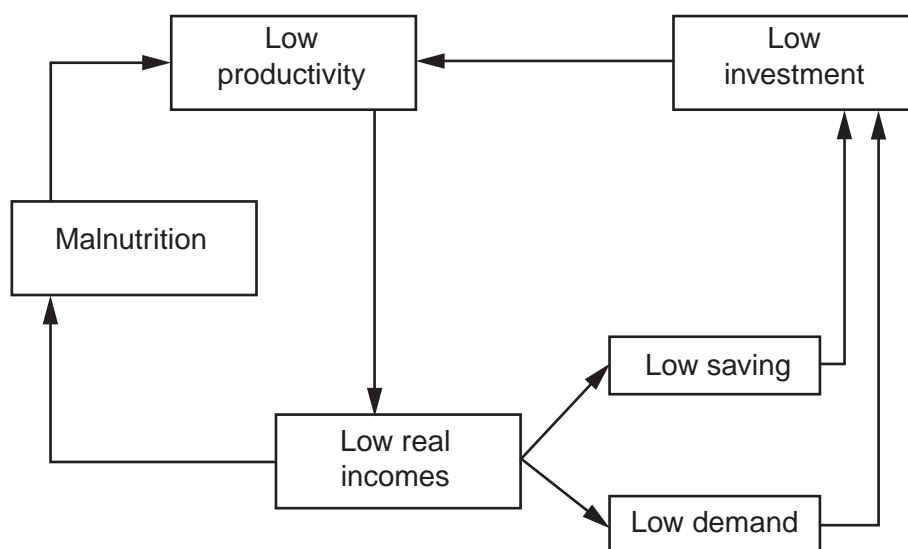 Low
productivity
Low
investment
Malnutrition
Low saving
Low real
incomes
Low demand